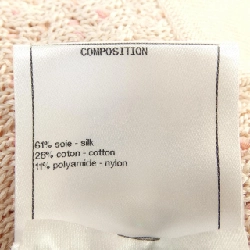 COMPOSITION
61% soie - silk
28% coton - cotton
11% polyamide - nylon